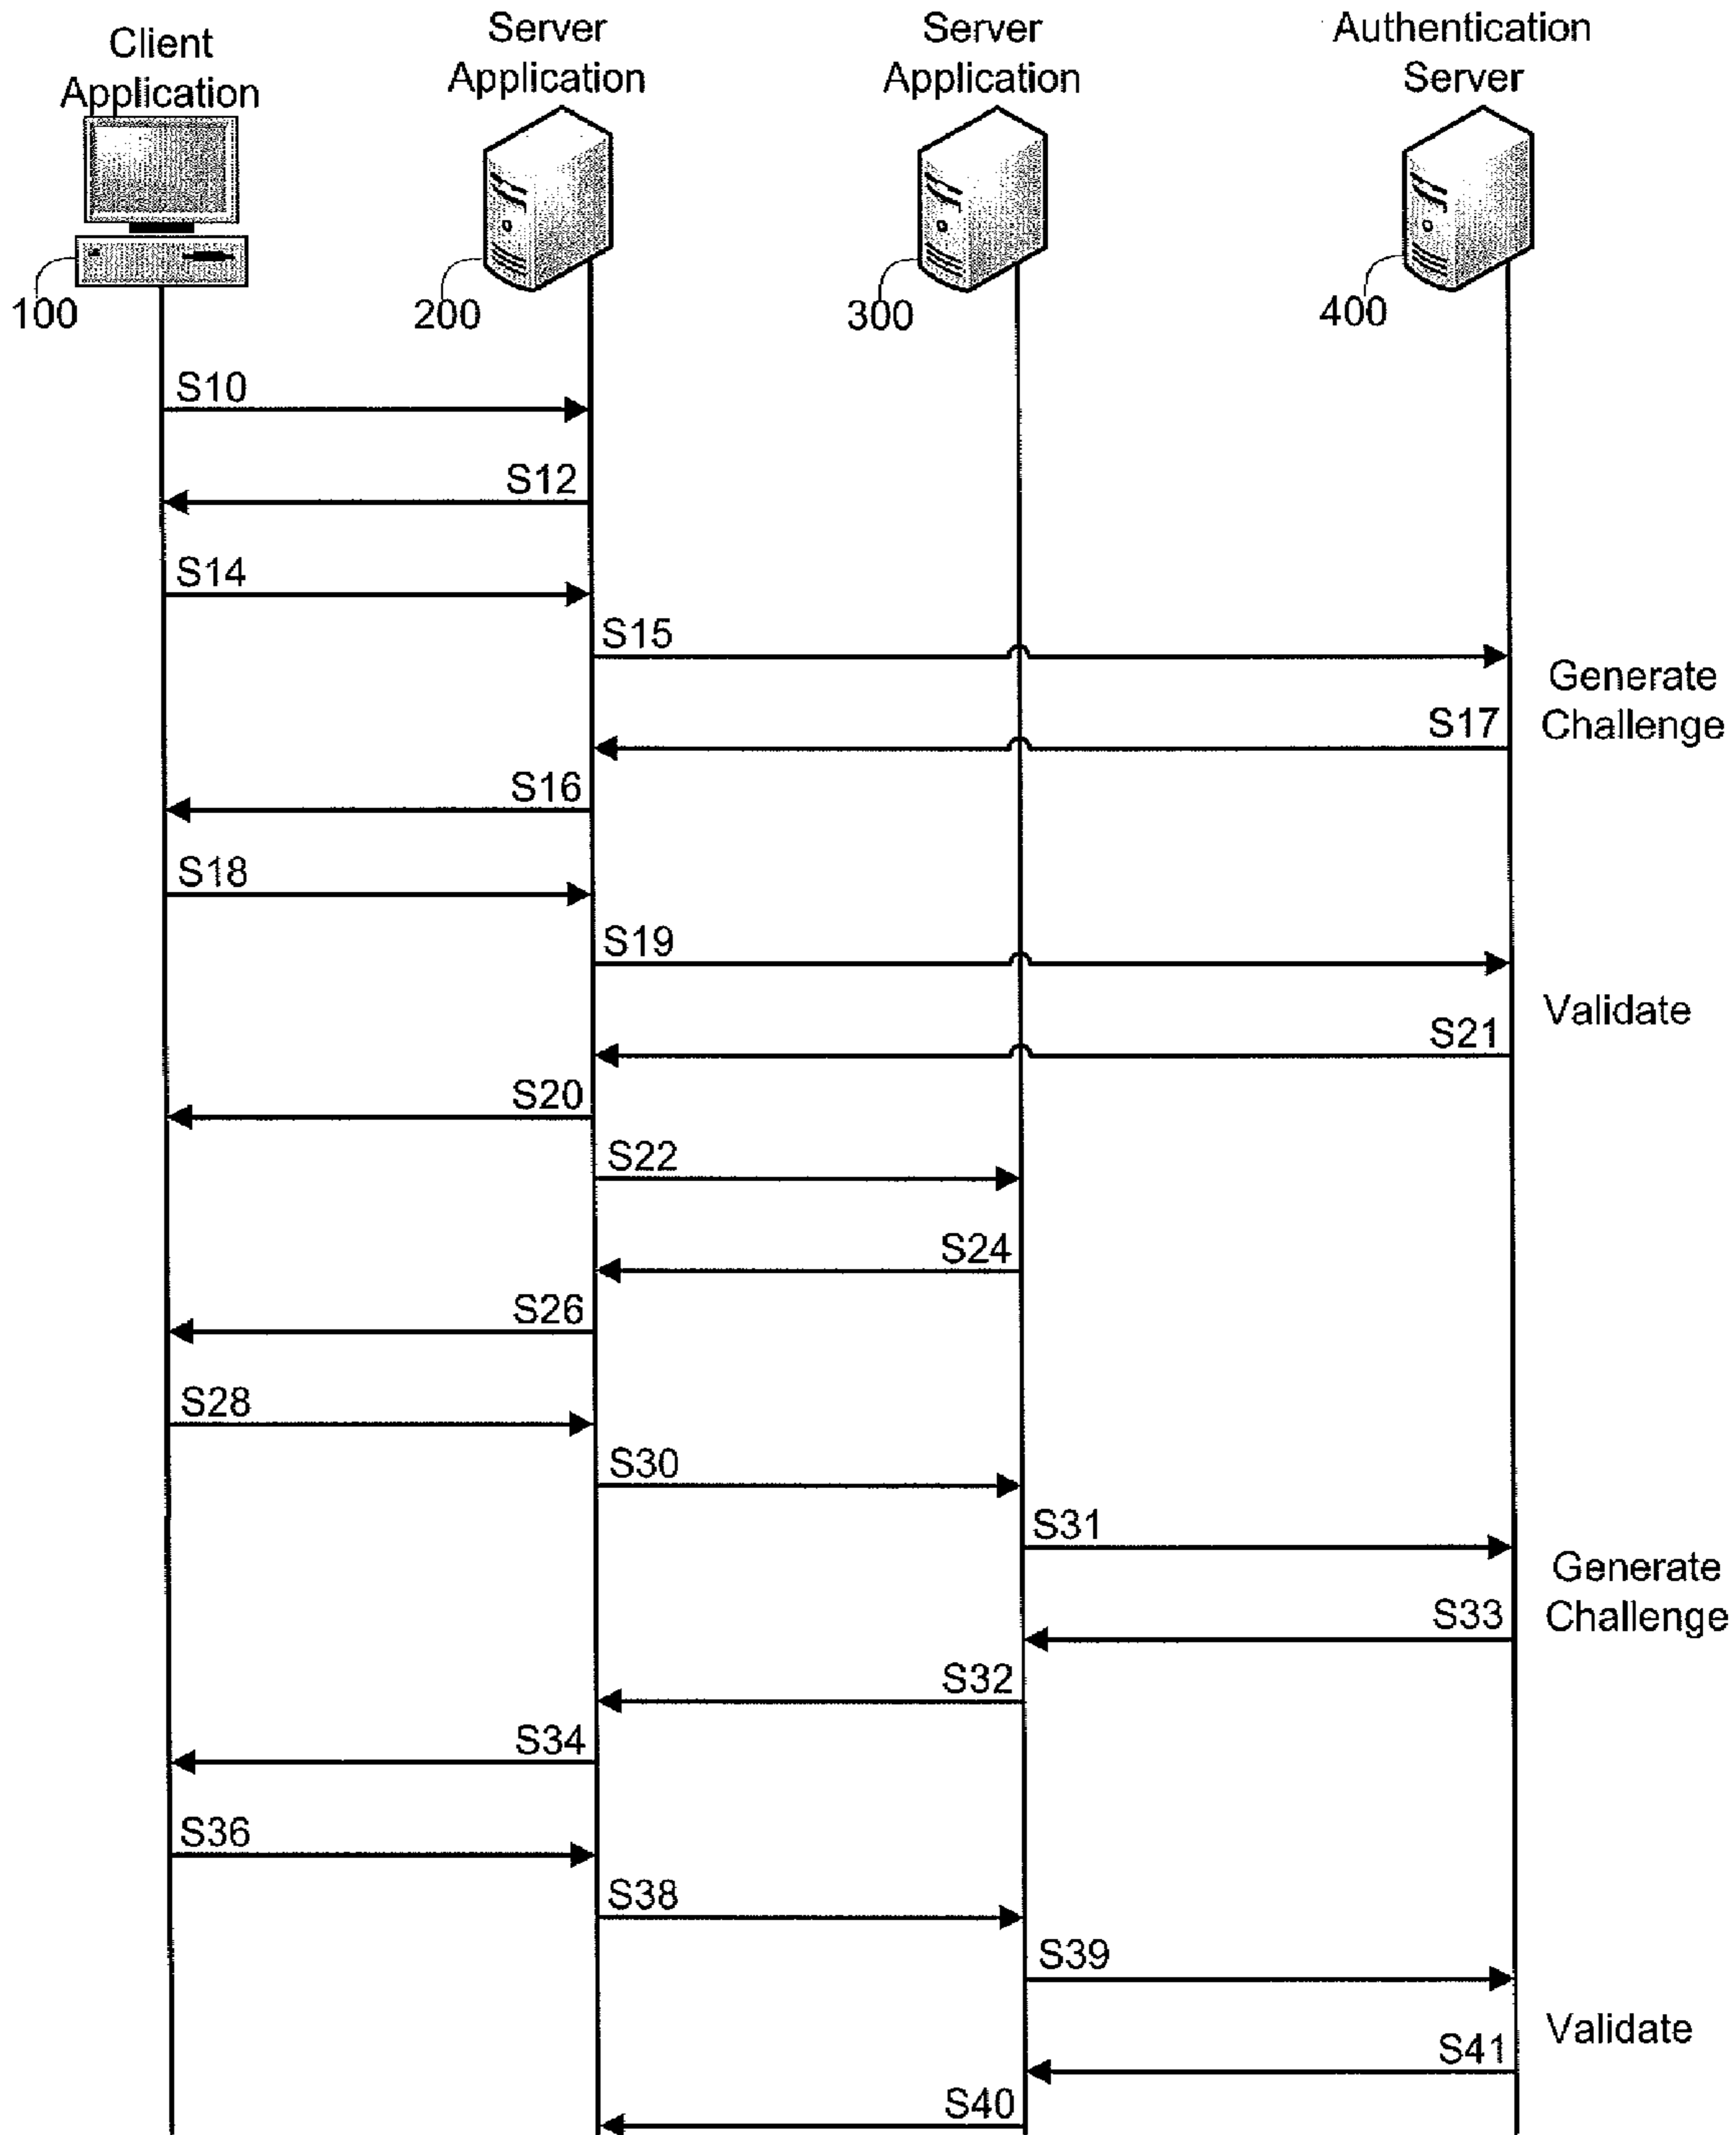 Client
Application
Server
Application
Server
Application
Authentication
Server
100
200
300
400
S10
S12
S14
S15
Generate
Challenge
S17
S16
S18
S19
Validate
S21
S20
S22
S24
S26
S28
S30
S31
Generate
Challenge
S33
S32
S34
S36
S38
S39
Validate
S41
S40